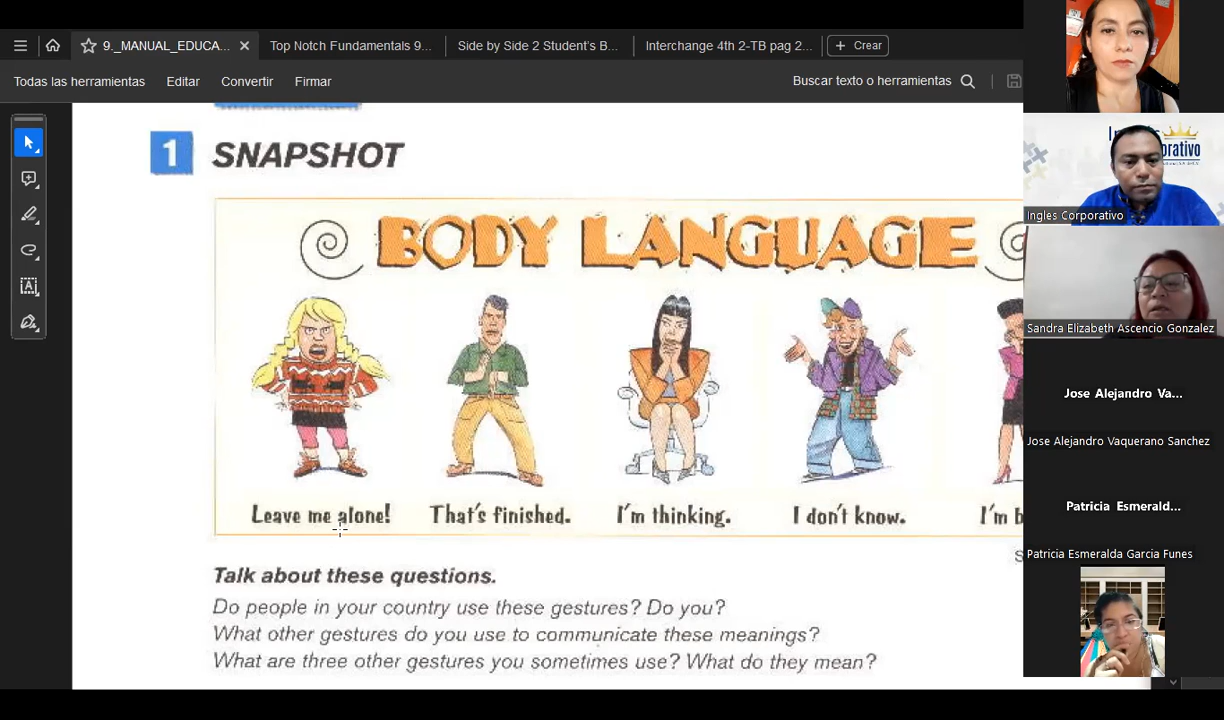 9._MANUAL_EDUCA...
Top Notch Fundamentals 9...
Side by Side 2 Student's B...
Interchange 4th 2-TB pag 2...
Crear
Todas las herramientas
Editar
Convertir
Firmar
Buscar texto o herramientas
1 SNAPSHOT
BODY LANGUAGE
Leave me alone!
That's finished.
I'm thinking.
I don't know.
I'm b
S
Talk about these questions.
Do people in your country use these gestures? Do you?
What other gestures do you use to communicate these meanings?
What are three other gestures you sometimes use? What do they mean?
orativo
Ingles Corporativo
Sandra Elizabeth Ascencio Gonzalez
Jose Alejandro Va...
Jose Alejandro Vaquerano Sanchez
Patricia Esmerald...
Patricia Esmeralda Garcia Funes